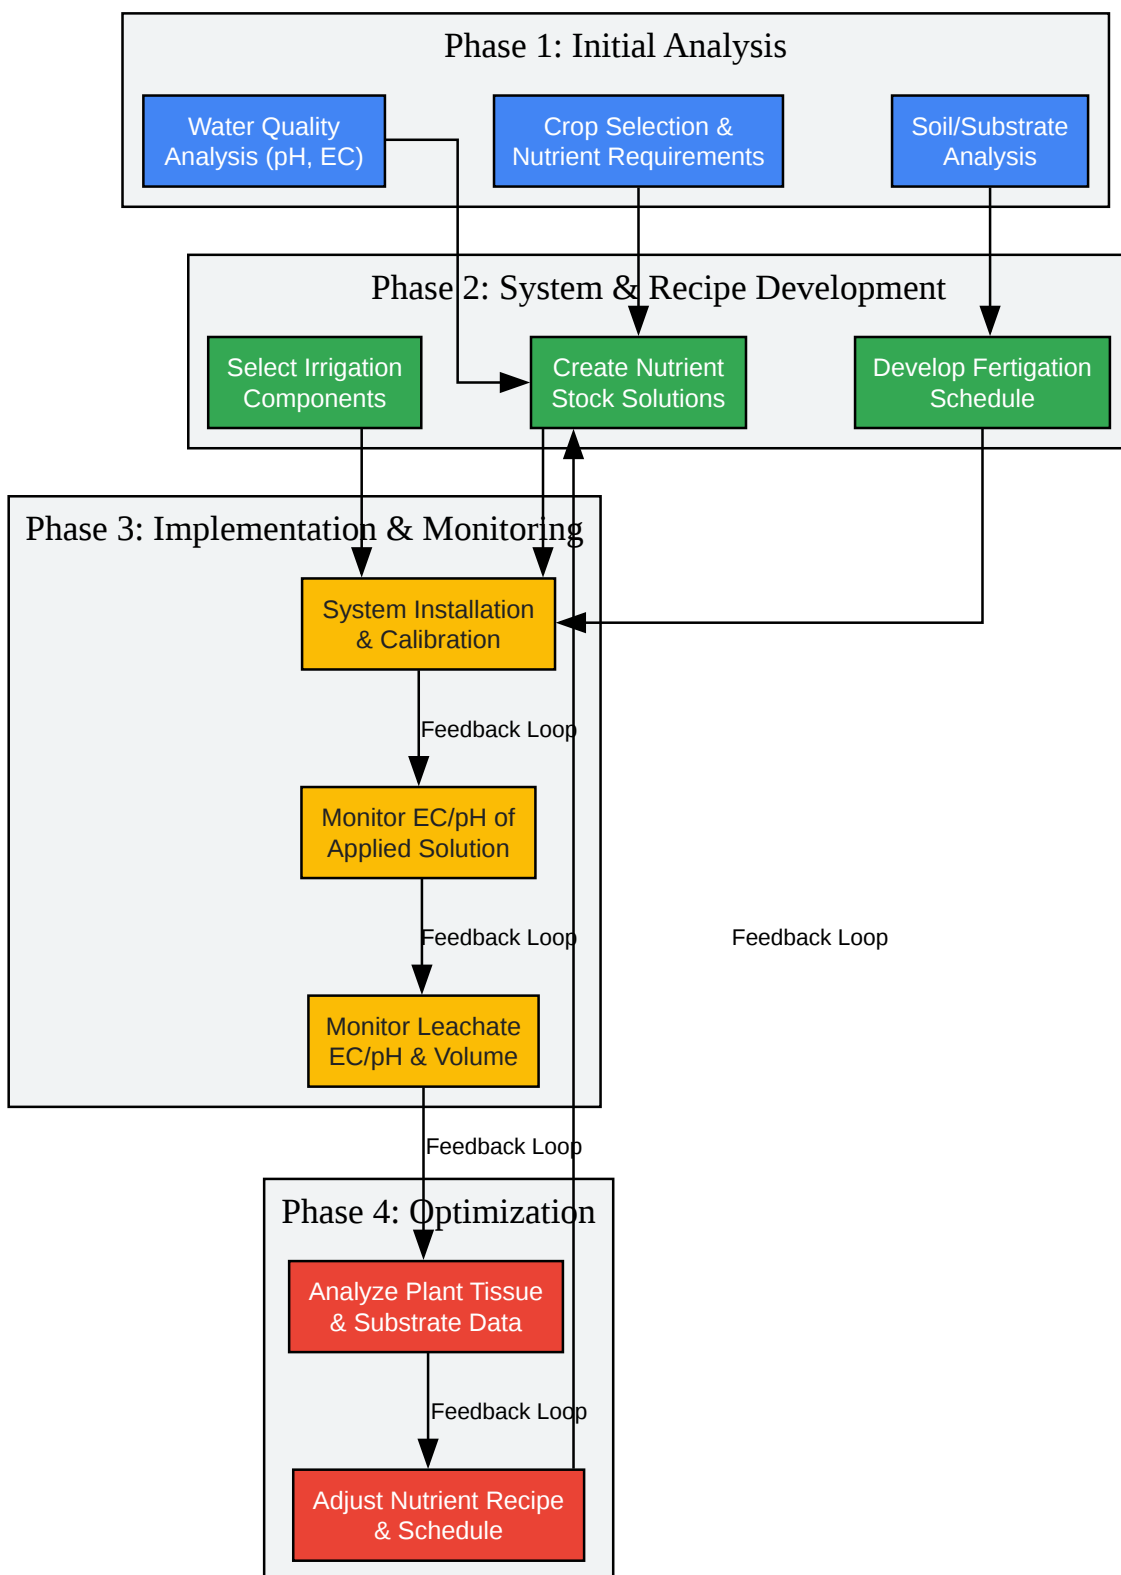 Phase 1: Initial Analysis
Water Quality
Analysis (pH, EC)
Crop Selection &
Nutrient Requirements
Soil/Substrate
Analysis
Phase 2: System & Recipe Development
Select Irrigation
Components
Create Nutrient
Stock Solutions
Develop Fertigation
Schedule
Phase 3: Implementation & Monitoring
System Installation
& Calibration
Feedback Loop
Monitor EC/pH of
Applied Solution
Feedback Loop
Feedback Loop
Monitor Leachate
EC/pH & Volume
Feedback Loop
Phase 4: Optimization
Analyze Plant Tissue
& Substrate Data
Feedback Loop
Adjust Nutrient Recipe
& Schedule